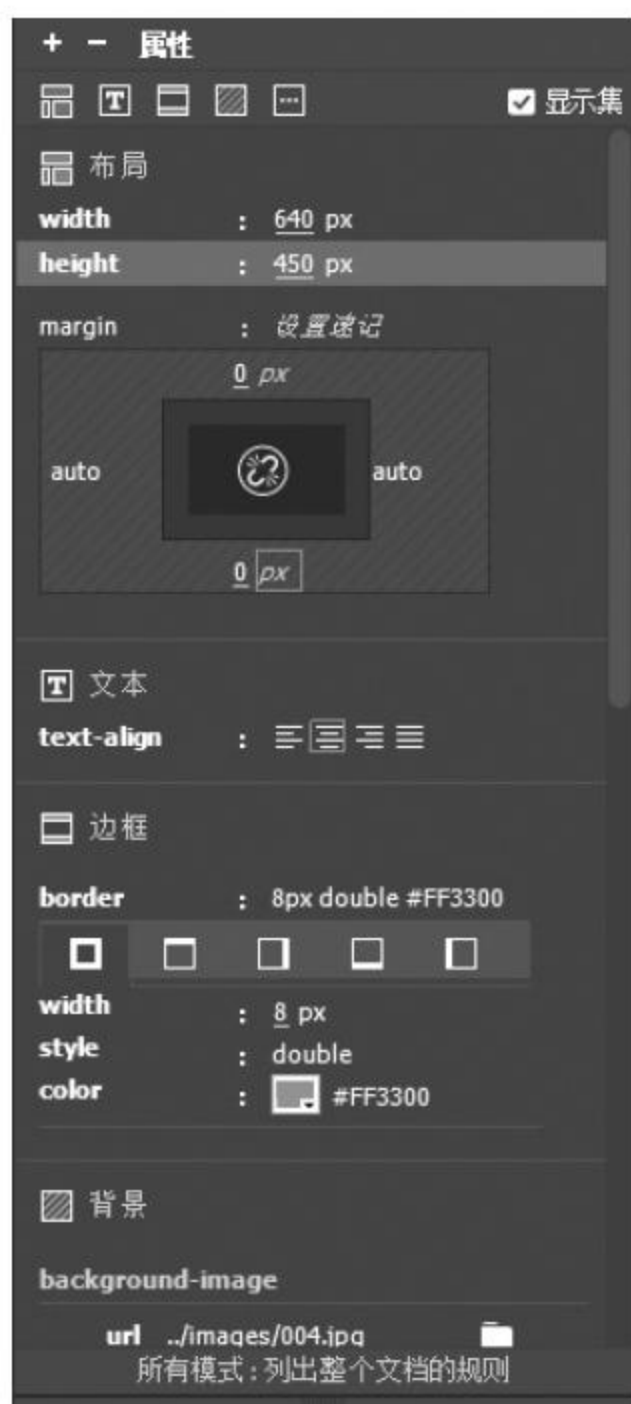 + - 属性
T 显示集
布局
width : 640 px
height : 450 px
margin : 设置速记
0 px
auto auto
0 px
T 文本
text-align :
边框
border : 8px double #FF3300
width : 8 px
style : double
color : #FF3300
背景
background-image
url ../images/004.jpg
所有模式:列出整个文档的规则